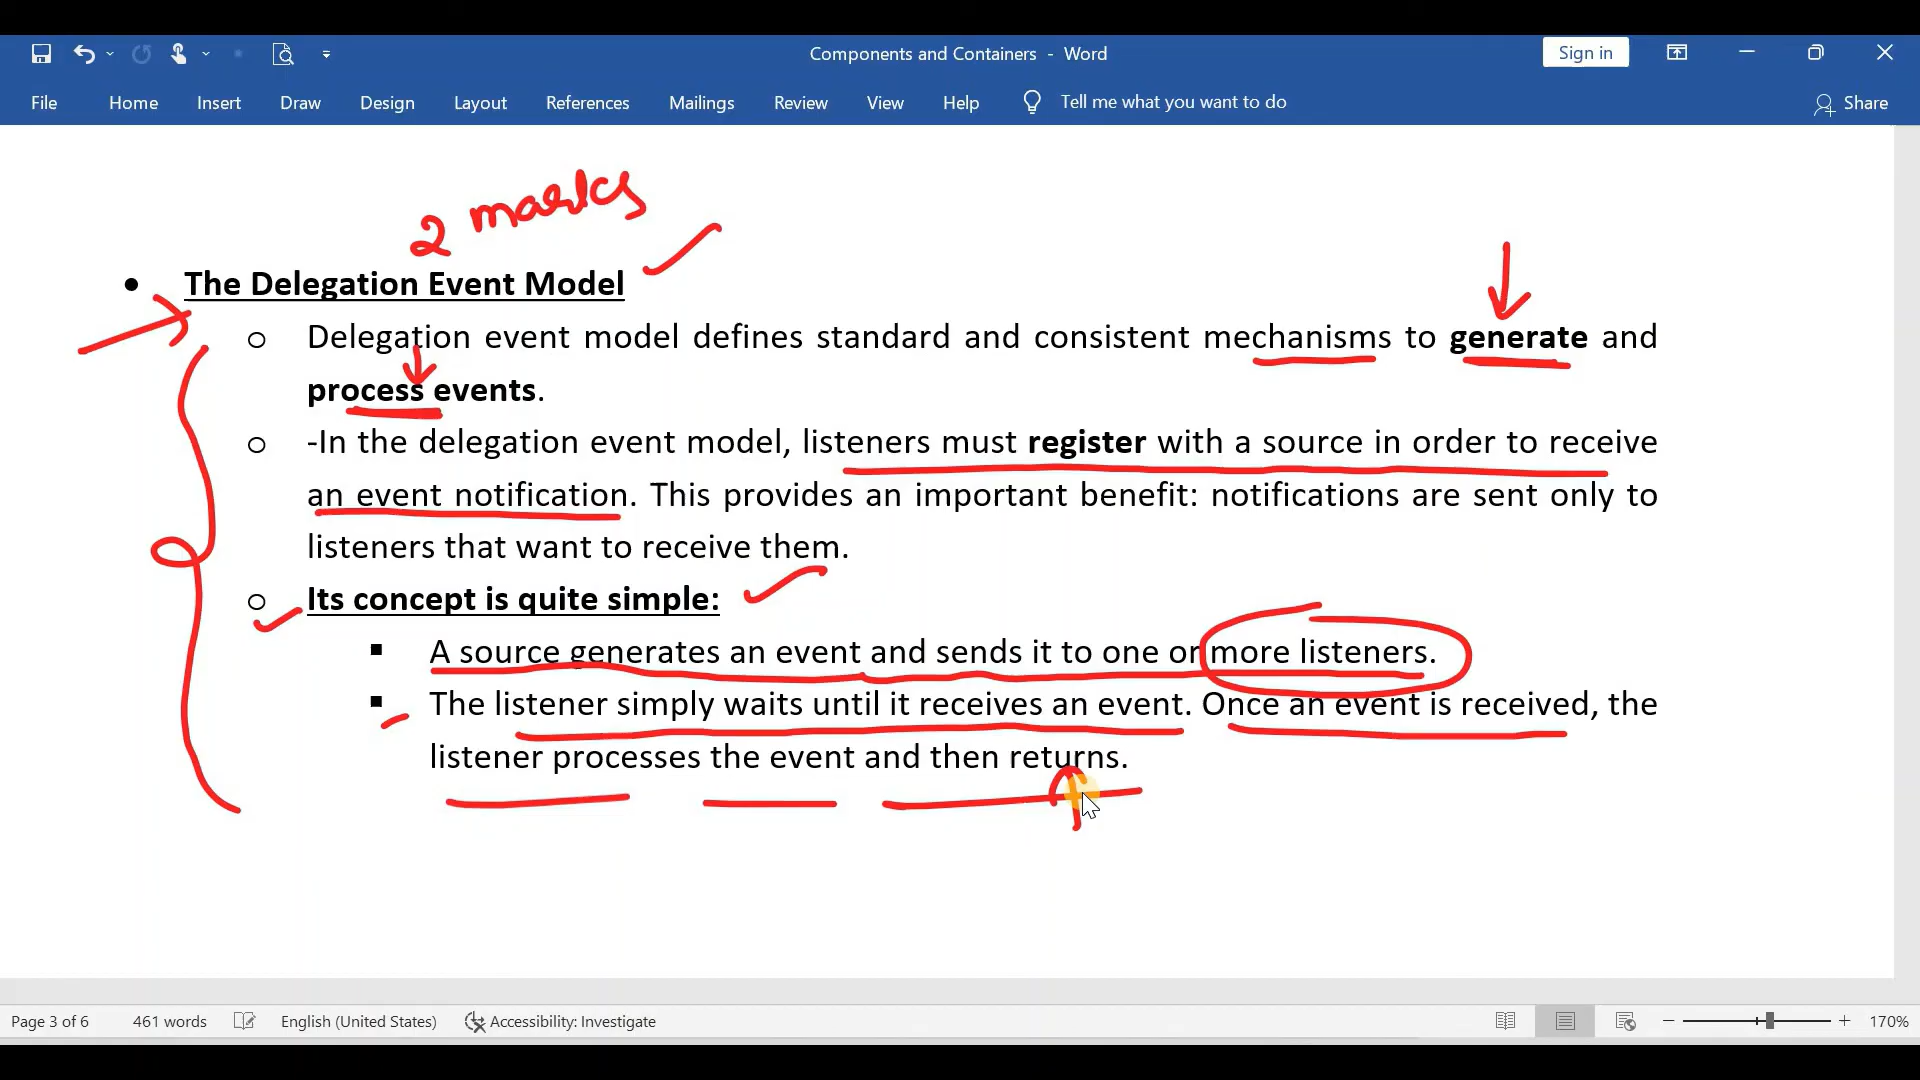 Components and Containers - Word
Sign in
File Home Insert Draw Design Layout References Mailings Review View Help Tell me what you want to do Share
2 marks
• The Delegation Event Model
o Delegation event model defines standard and consistent mechanisms to generate and
process events.
o -In the delegation event model, listeners must register with a source in order to receive
an event notification. This provides an important benefit: notifications are sent only to
listeners that want to receive them.
o Its concept is quite simple:
▪ A source generates an event and sends it to one or more listeners.
▪ The listener simply waits until it receives an event. Once an event is received, the
listener processes the event and then returns.
Page 3 of 6 461 words English (United States) Accessibility: Investigate 170%